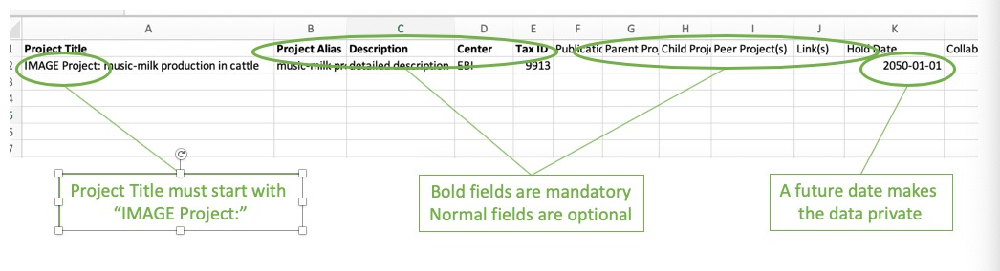 A B C D E F G H I J K
1 Project Title Project Alias Description Center Tax ID Publicatic Parent Pro Child Proj Peer Project(s) Link(s) Hold Date Collab
2 IMAGE Project: music-milk production in cattle music-milk-pr detailed description EBI 9913 2050-01-01
3
4
5
6
7
Project Title must start with
“IMAGE Project:”
Bold fields are mandatory
Normal fields are optional
A future date makes
the data private